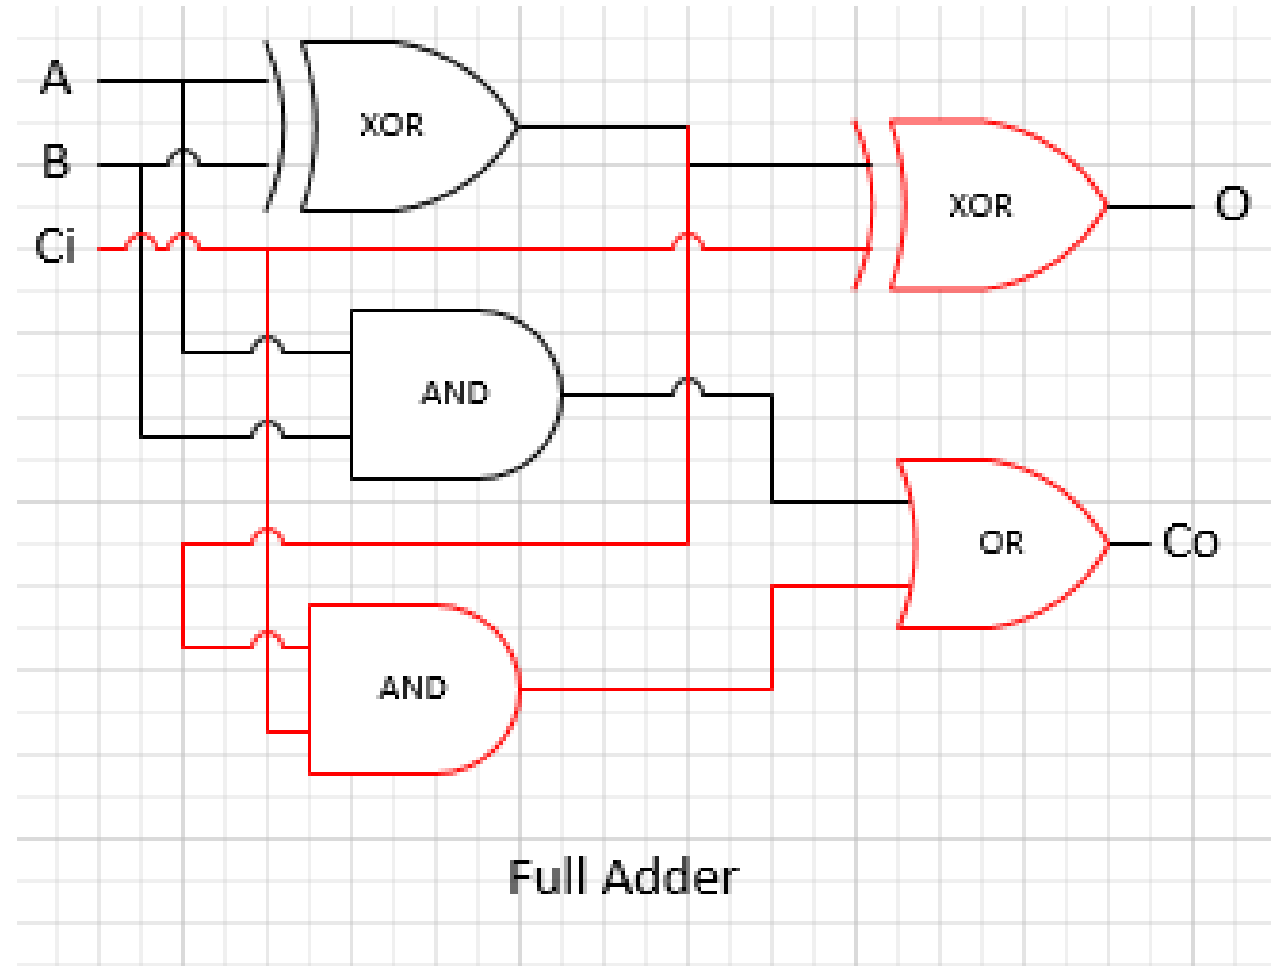 A
XOR
B
XOR
O
Ci
AND
OR
Co
AND
Full Adder